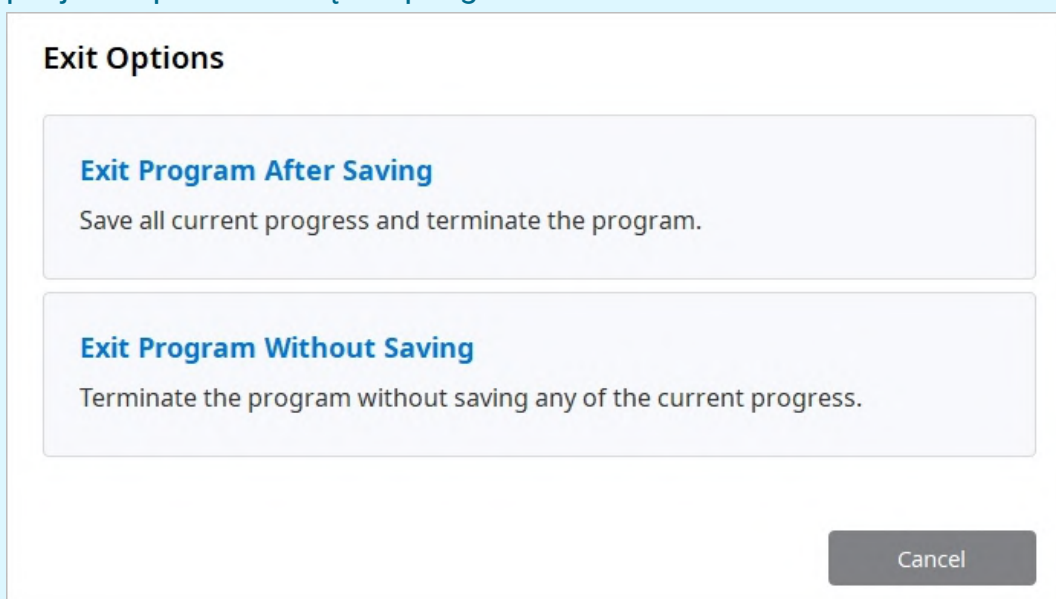 Exit Options
Exit Program After Saving
Save all current progress and terminate the program.
Exit Program Without Saving
Terminate the program without saving any of the current progress.
Cancel